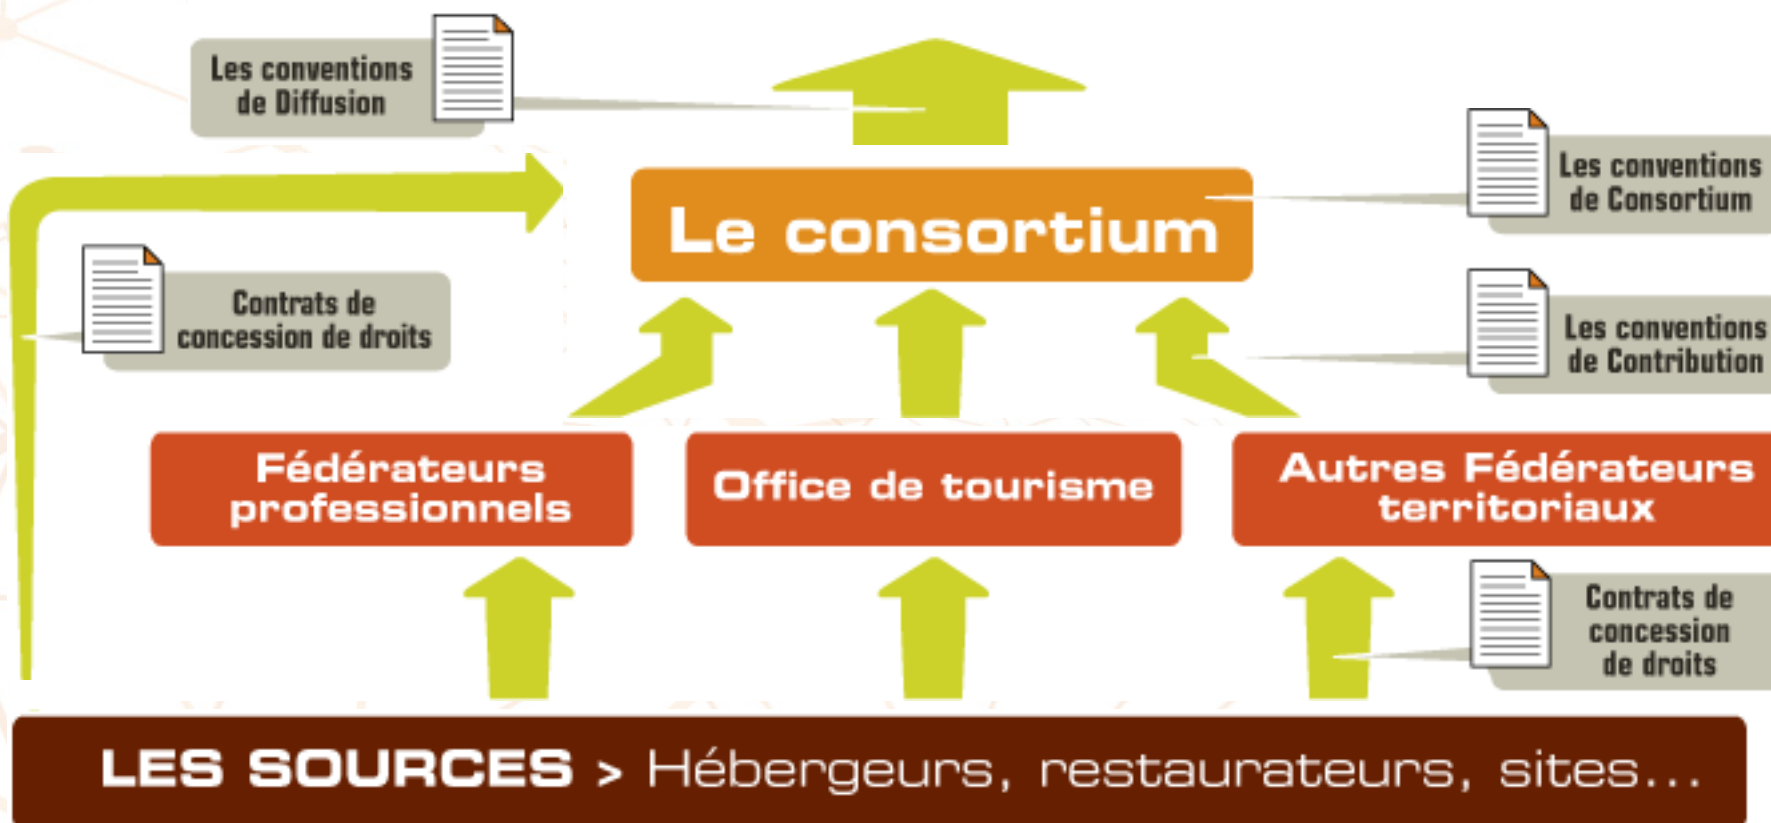 Les conventions
de Diffusion
Les conventions
de Consortium
Le consortium
Contrats de
concession de droits
Les conventions
de Contribution
Fédérateurs
professionnels
Office de tourisme
Autres Fédérateurs
territoriaux
Contrats de
concession
de droits
LES SOURCES > Hébergeurs, restaurateurs, sites...